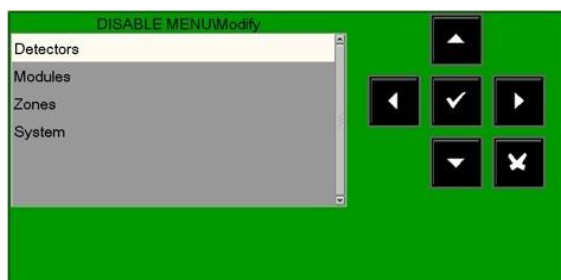 DISABLE MENU\Modify
Detectors
Modules
Zones
System